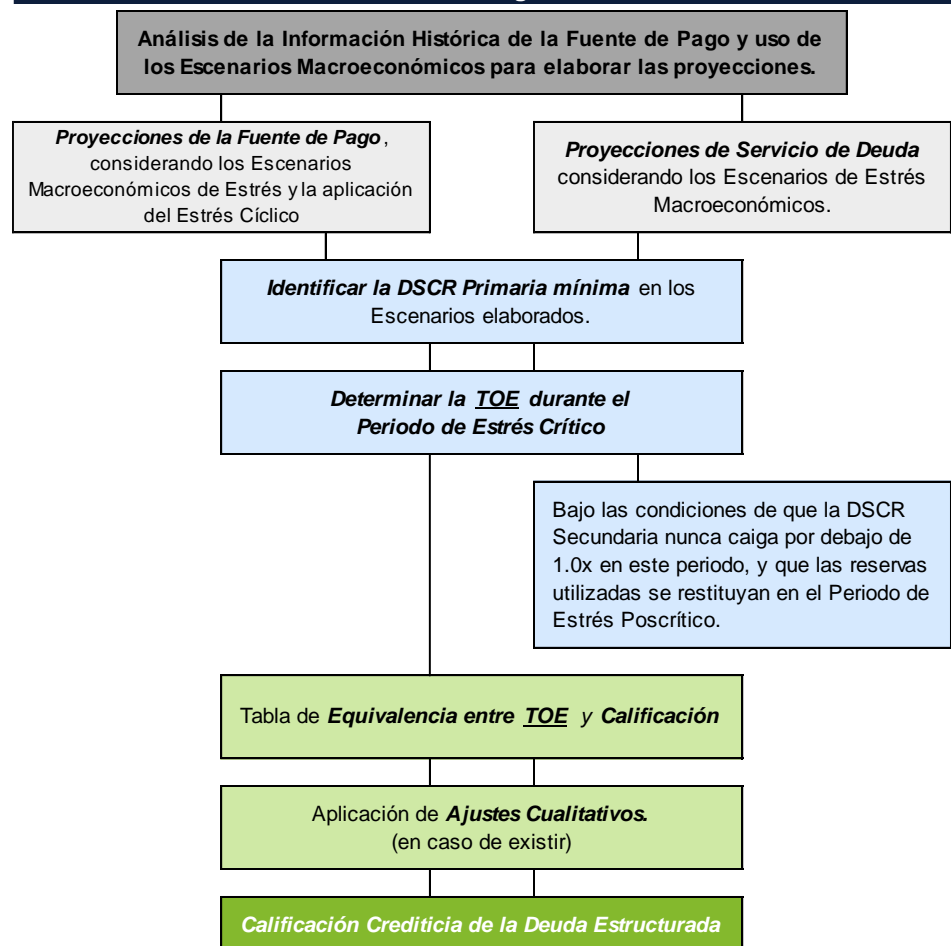 Análisis de la Información Histórica de la Fuente de Pago y uso de
los Escenarios Macroeconómicos para elaborar las proyecciones.
Proyecciones de la Fuente de Pago,
considerando los Escenarios
Macroeconómicos de Estrés y la aplicación
del Estrés Cíclico
Proyecciones de Servicio de Deuda
considerando los Escenarios de Estrés
Macroeconómicos.
Identificar la DSCR Primaria mínima en los
Escenarios elaborados.
Determinar la TOE durante el
Periodo de Estrés Crítico
Bajo las condiciones de que la DSCR
Secundaria nunca caiga por debajo de
1.0x en este periodo, y que las reservas
utilizadas se restituyan en el Periodo de
Estrés Poscrítico.
Tabla de Equivalencia entre TOE y Calificación
Aplicación de Ajustes Cualitativos.
(en caso de existir)
Calificación Crediticia de la Deuda Estructurada